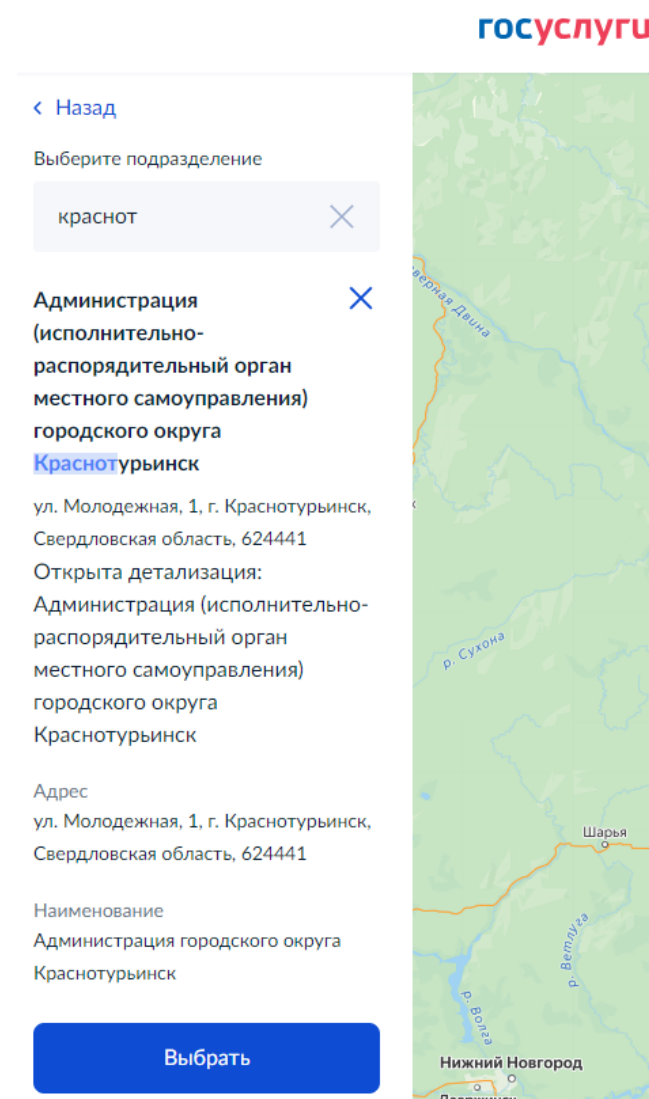 госуслуги
Назад
Выберите подразделение
краснот
Администрация
(исполнительно-
распорядительный орган
местного самоуправления)
городского округа
Краснотурьинск
ул. Молодежная, 1, г. Краснотурьинск,
Свердловская область, 624441
Открыта детализация:
Администрация (исполнительно-
распорядительный орган
местного самоуправления)
городского округа
Краснотурьинск
Адрес
ул. Молодежная, 1, г. Краснотурьинск,
Свердловская область, 624441
Наименование
Администрация городского округа
Краснотурьинск
Выбрать
верная Двина
р. Сухона
Шарья
р. Ветлуга
р. Волга
Нижний Новгород